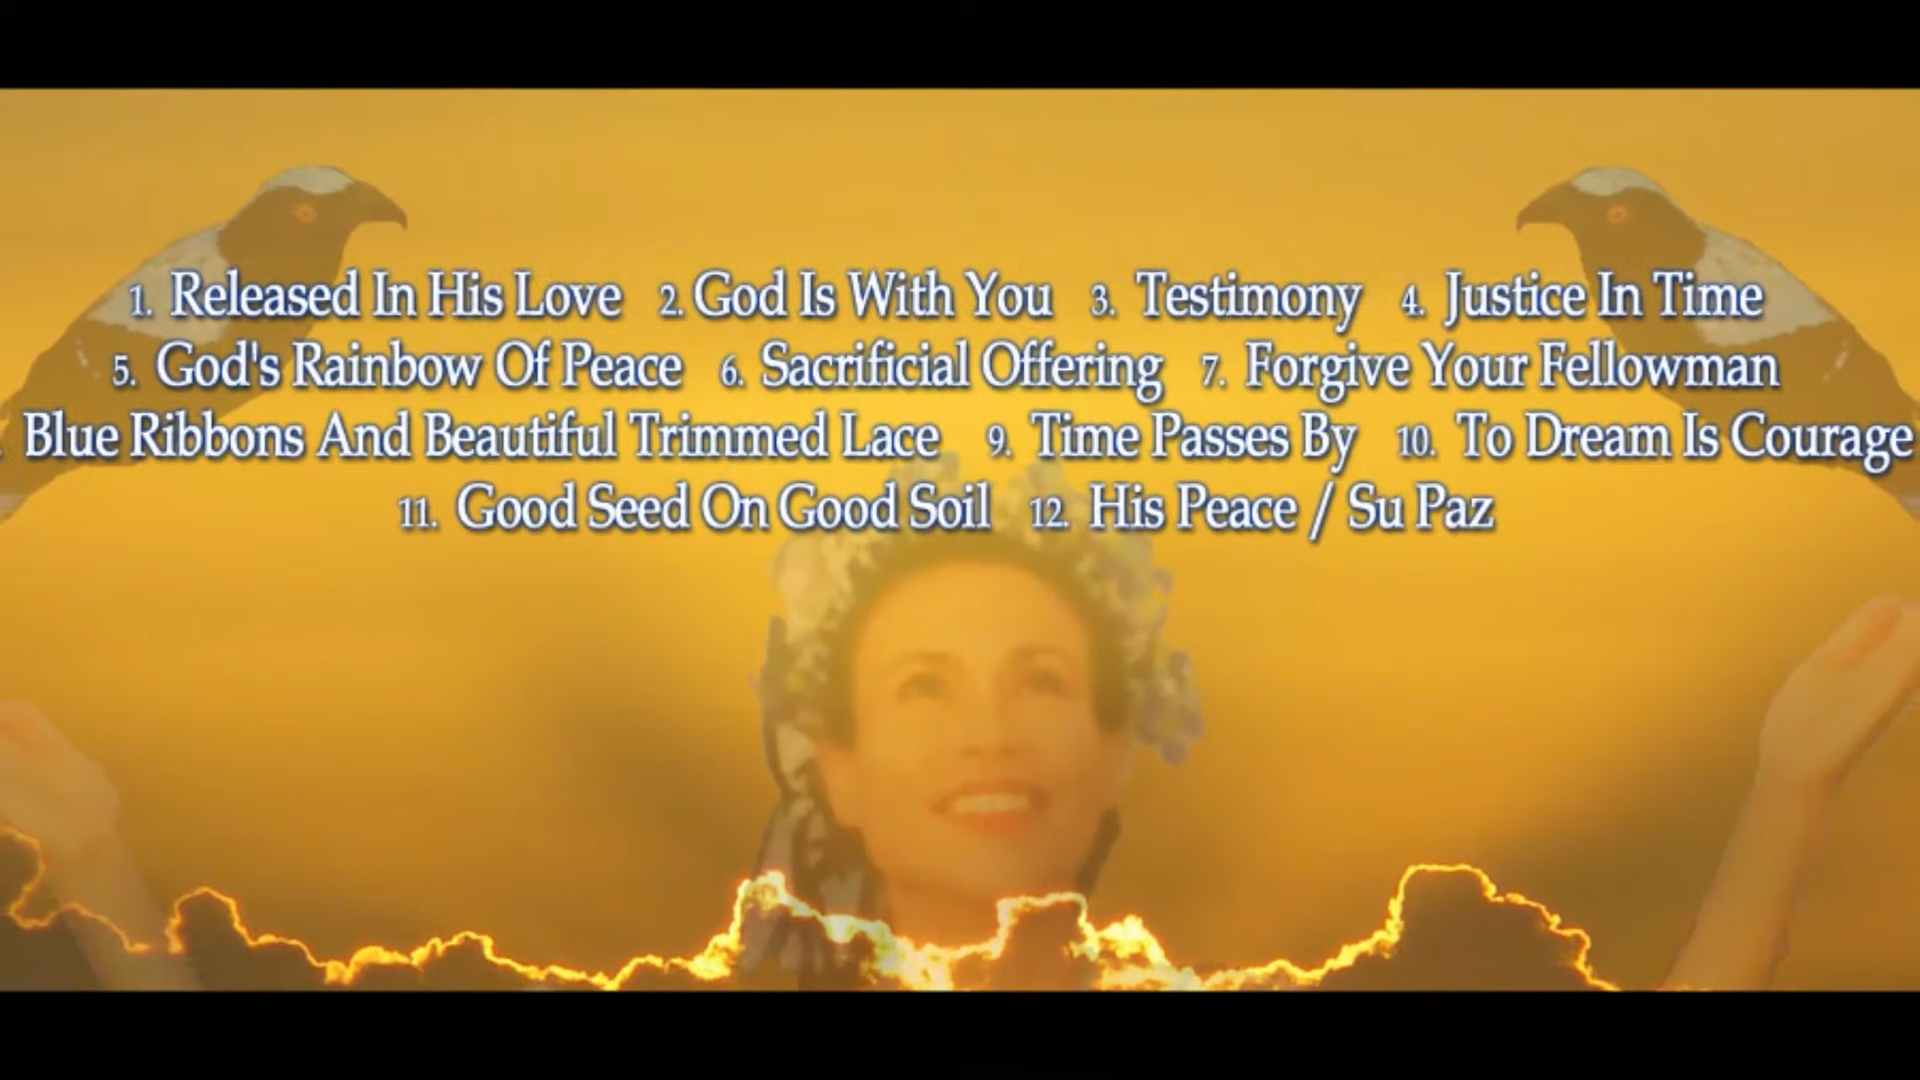 1. Released In His Love 2. God Is With You 3. Testimony 4. Justice In Time
5. God's Rainbow Of Peace 6. Sacrificial Offering 7. Forgive Your Fellowman
. Blue Ribbons And Beautiful Trimmed Lace 9. Time Passes By 10. To Dream Is Courage
11. Good Seed On Good Soil 12. His Peace / Su Paz